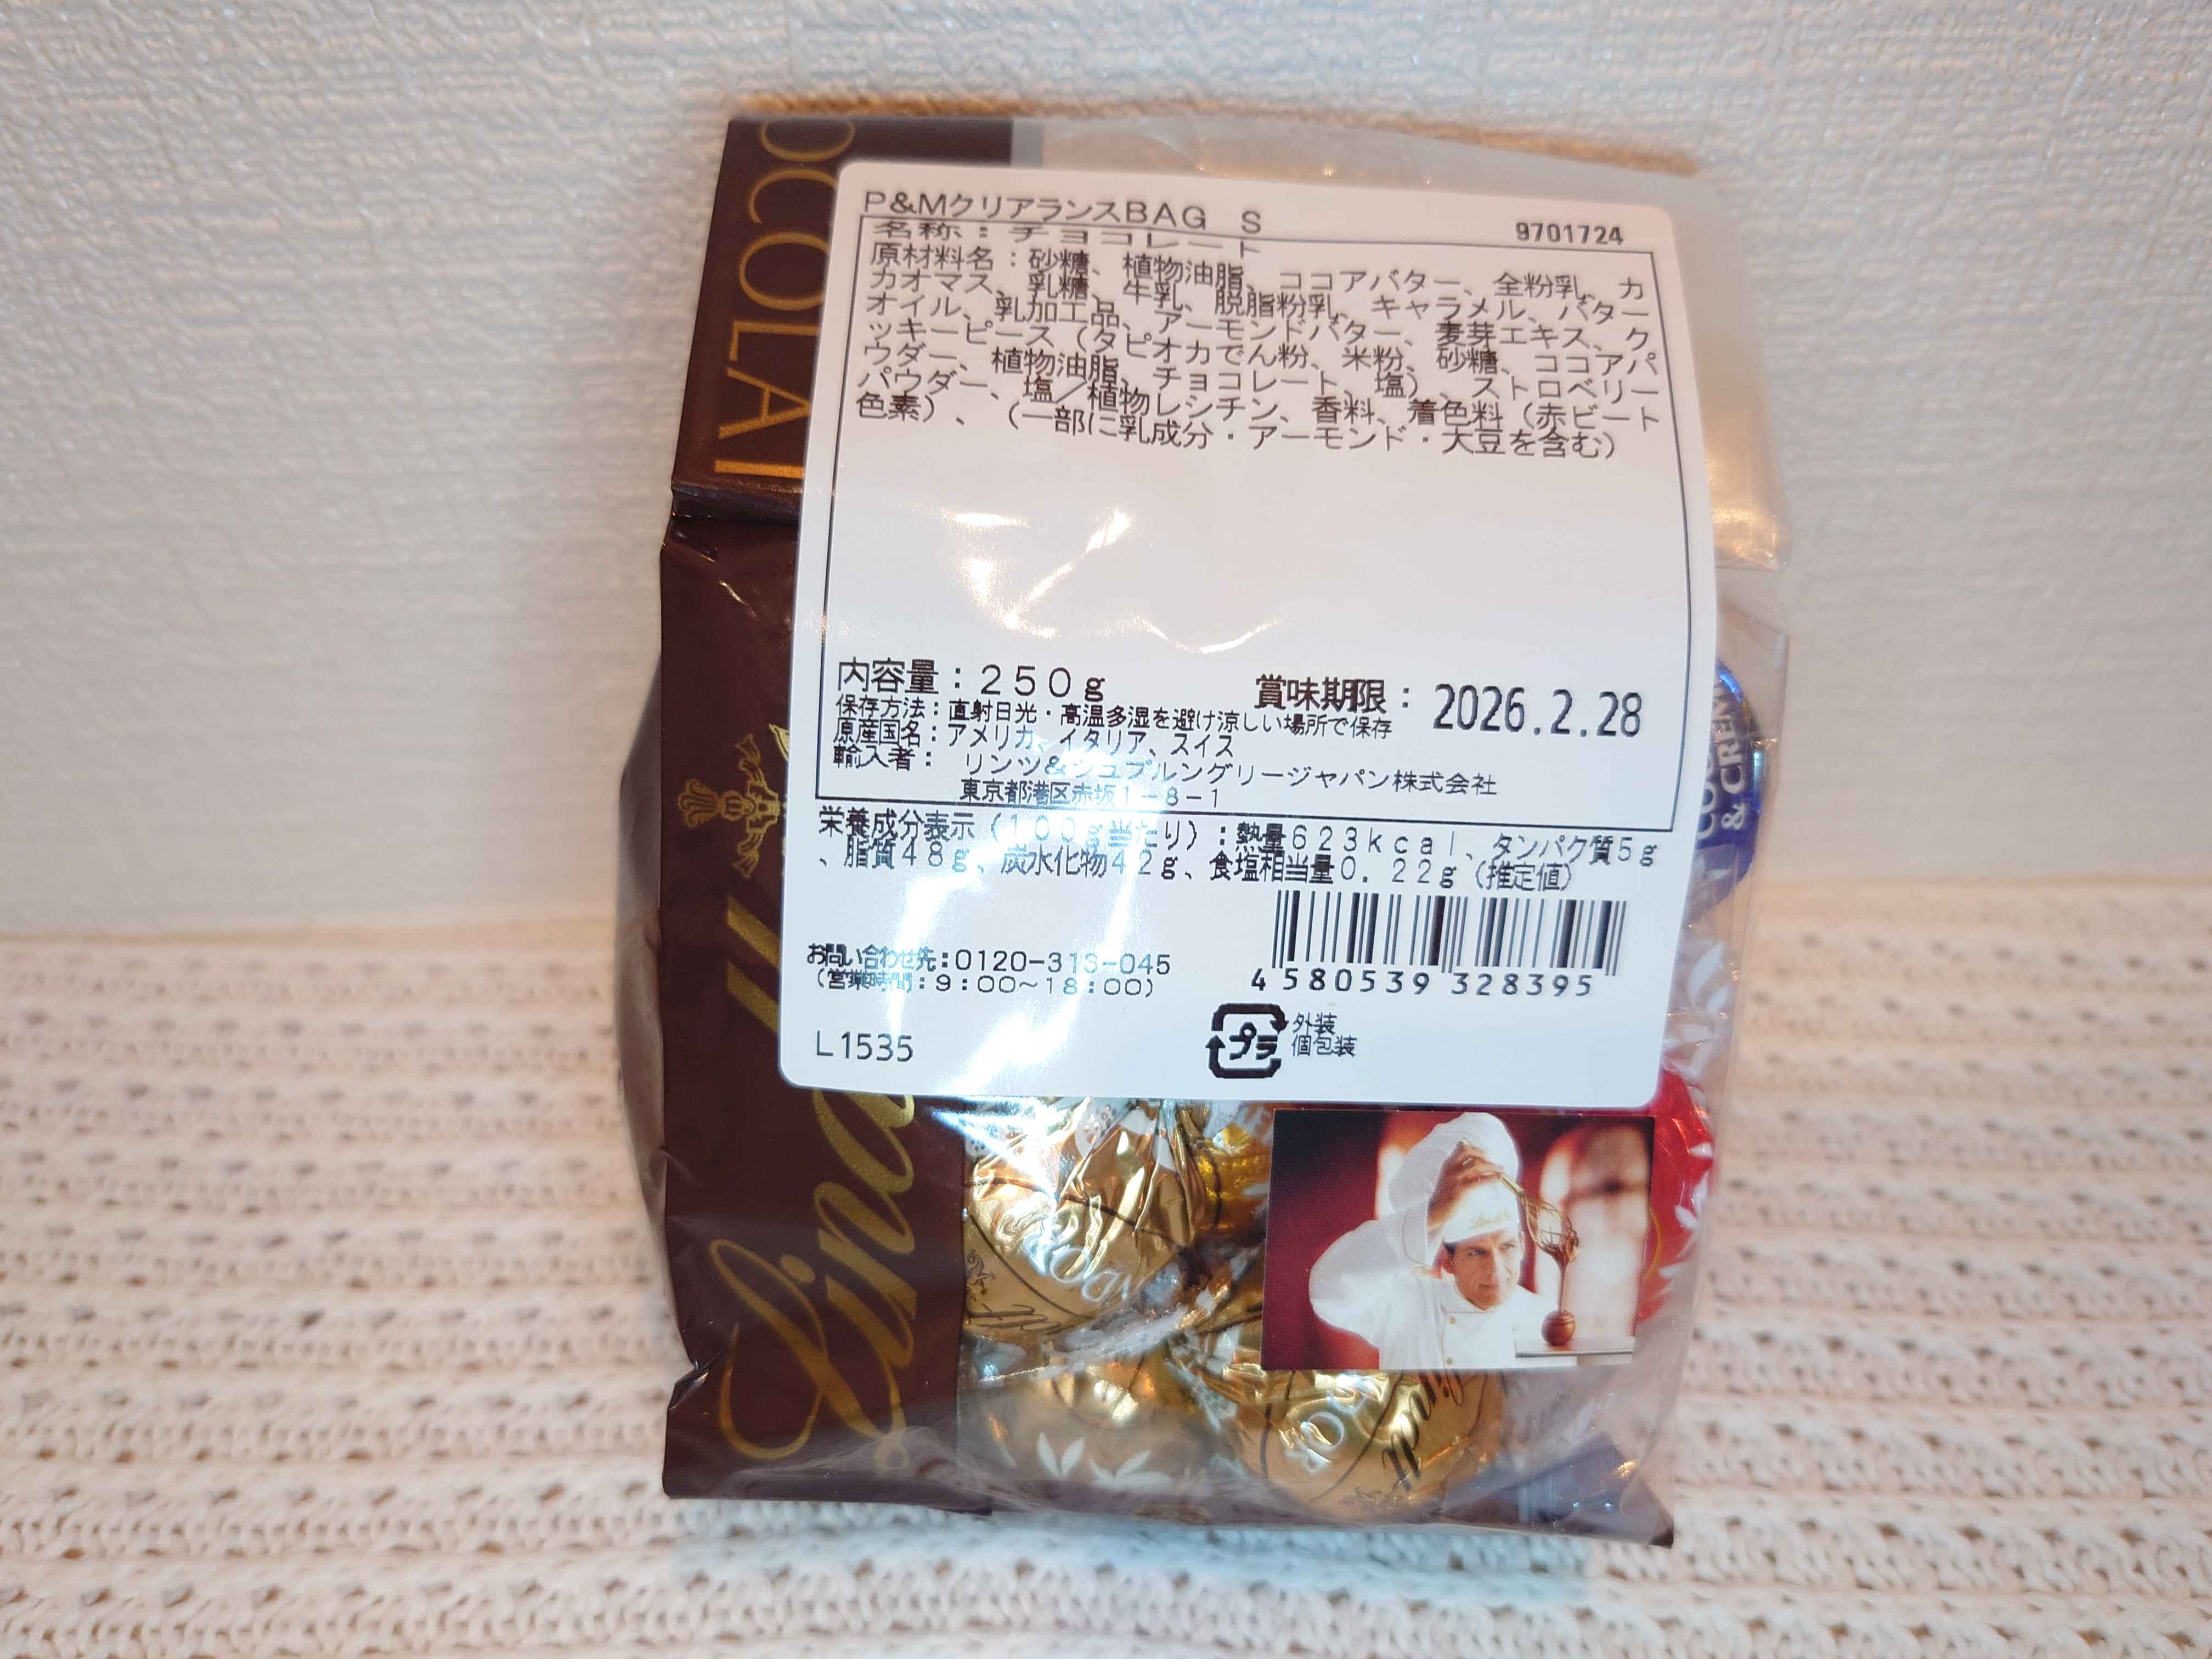 P&MクリアランスBAG S
9701724
名称：チョコレート
原材料名：砂糖、植物油脂、ココアバター、全粉乳、カ
カオマス、乳糖、牛乳、脱脂粉乳、キャラメル、バター
オイル、乳加工品、アーモンドバター、麦芽エキス、ク
ッキーピース（タピオカでん粉、米粉、砂糖、ココアパ
ウダー、植物油脂、チョコレート、塩）、ストロベリー
パウダー、塩／植物レシチン、香料、着色料（赤ビート
色素）、（一部に乳成分・アーモンド・大豆を含む）
内容量：250g
賞味期限：2026.2.28
保存方法：直射日光・高温多湿を避け涼しい場所で保存
原産国名：アメリカ、イタリア、スイス
輸入者：リンツ&シュプルングリージャパン株式会社
東京都港区赤坂1-8-1
栄養成分表示（100g当たり）：熱量623kcal、タンパク質5g
、脂質48g、炭水化物42g、食塩相当量0.22g（推定値）
お問い合わせ先：0120-313-045
（営業時間：9：00～18：00）
4 580539 328395
プラ
外装
個包装
L1535
OCOLAT
Lindt
& CREM
Lindt